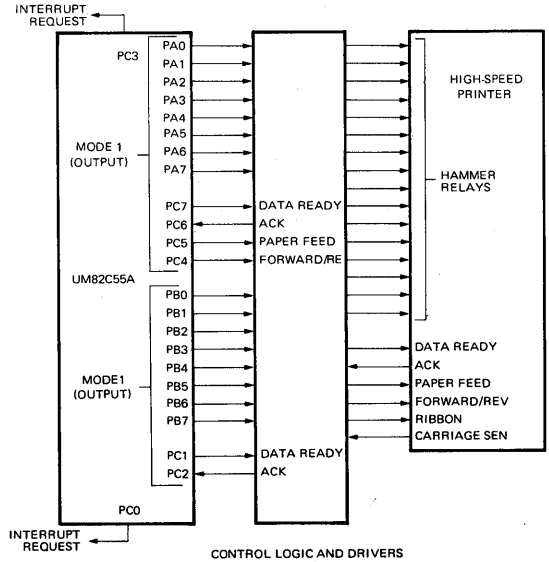 INTERRUPT
REQUEST
PC3
PA0
PA1
PA2
PA3
PA4
PA5
PA6
PA7
MODE 1
(OUTPUT)
PC7
PC6
PC5
PC4
DATA READY
ACK
PAPER FEED
FORWARD/RE
HIGH-SPEED
PRINTER
HAMMER
RELAYS
UM82C55A
PB0
PB1
PB2
PB3
PB4
PB5
PB6
PB7
MODE1
(OUTPUT)
PC1
PC2
DATA READY
ACK
DATA READY
ACK
PAPER FEED
FORWARD/REV
RIBBON
CARRIAGE SEN
PC0
INTERRUPT
REQUEST
CONTROL LOGIC AND DRIVERS